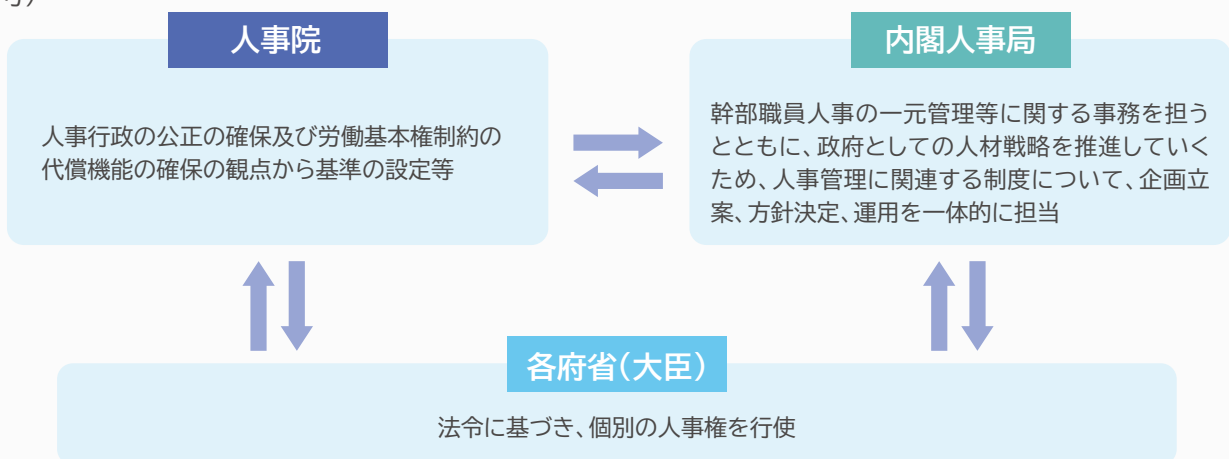 人事院
人事行政の公正の確保及び労働基本権制約の
代償機能の確保の観点から基準の設定等
内閣人事局
幹部職員人事の一元管理等に関する事務を担う
とともに、政府としての人材戦略を推進していく
ため、人事管理に関連する制度について、企画立
案、方針決定、運用を一体的に担当
各府省(大臣)
法令に基づき、個別の人事権を行使